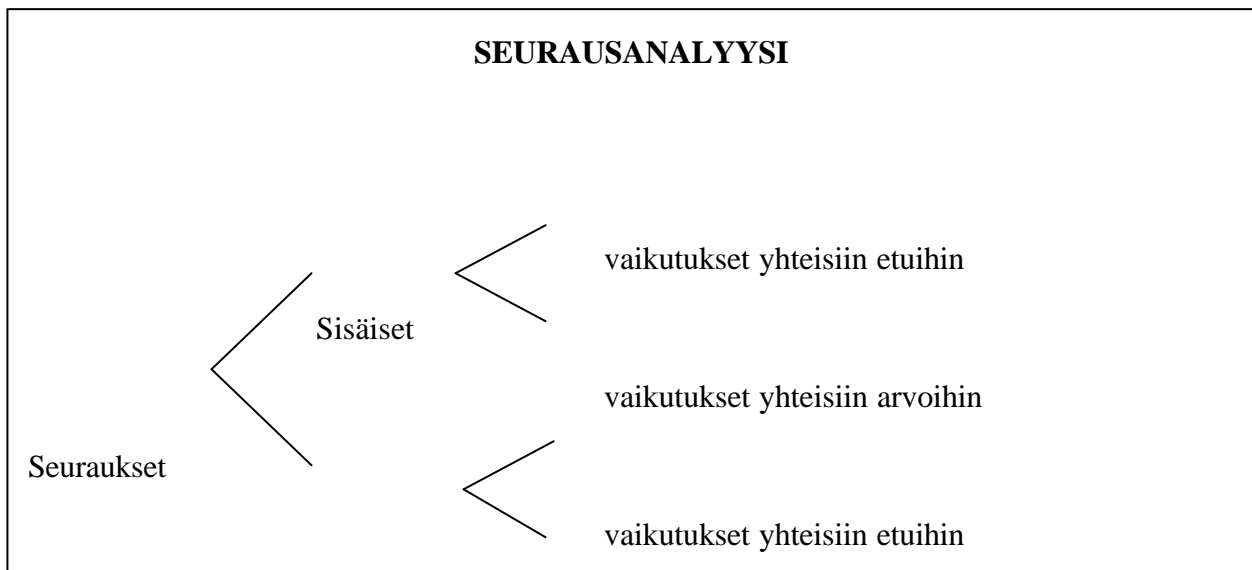 SEURAUSANALYYSI
vaikutukset yhteisiin etuihin
Sisäiset
vaikutukset yhteisiin arvoihin
Seuraukset
vaikutukset yhteisiin etuihin